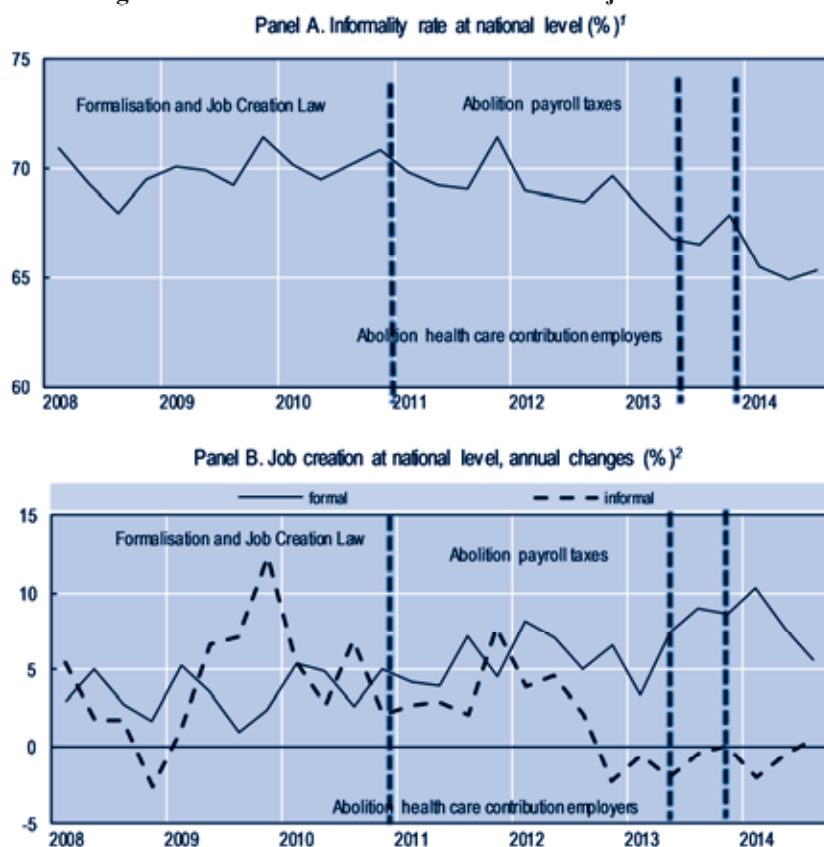 Panel A. Informality rate at national level (%)¹
75
Formalisation and Job Creation Law
Abolition payroll taxes
70
65
Abolition health care contribution employers
60
2008 2009 2010 2011 2012 2013 2014
Panel B. Job creation at national level, annual changes (%)²
formal informal
15
Formalisation and Job Creation Law
Abolition payroll taxes
10
5
0
Abolition health care contribution employers
-5
2008 2009 2010 2011 2012 2013 2014